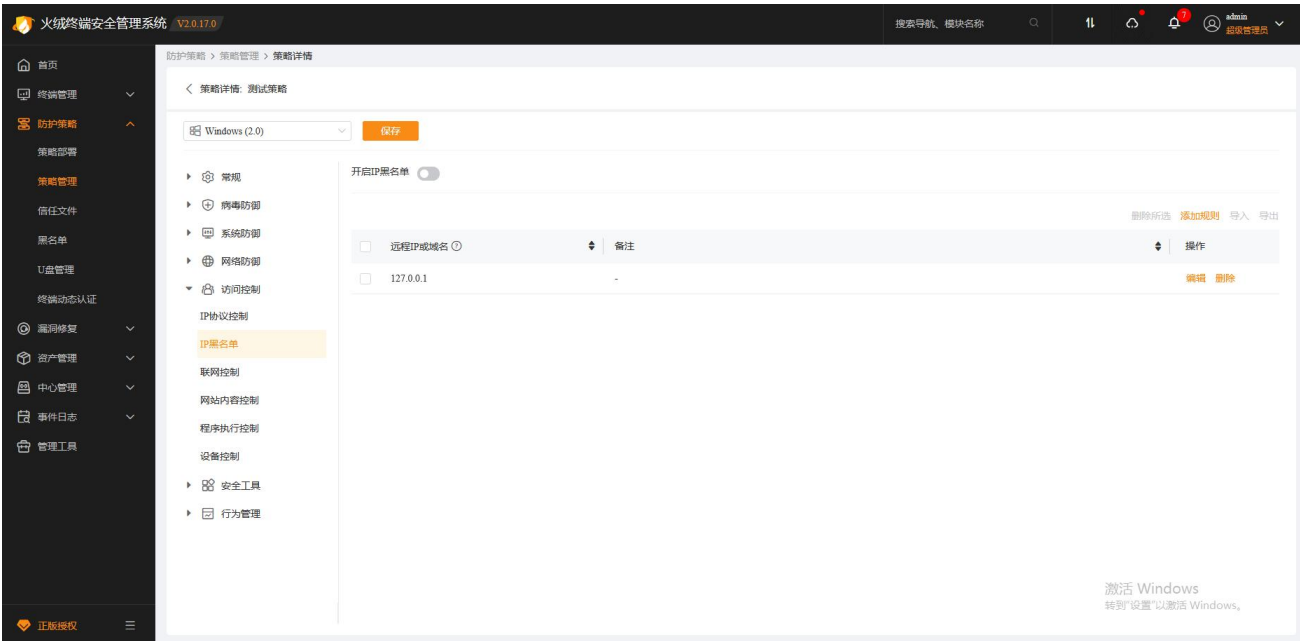 火绒终端安全管理系统 V2.0.17.0 搜索导航、模块名称 7 admin
超级管理员
首页
终端管理
防护策略
策略部署
策略管理
信任文件
黑名单
U盘管理
终端动态认证
漏洞修复
资产管理
中心管理
事件日志
管理工具
正版授权
防护策略 > 策略管理 > 策略详情
策略详情: 测试策略
Windows (2.0) 保存
常规
病毒防御
系统防御
网络防御
访问控制
IP协议控制
IP黑名单
联网控制
网站内容控制
程序执行控制
设备控制
安全工具
行为管理
开启IP黑名单
删除所选 添加规则 导入 导出
远程IP或域名 备注 操作
127.0.0.1 - 编辑 删除
激活 Windows
转到"设置"以激活 Windows。